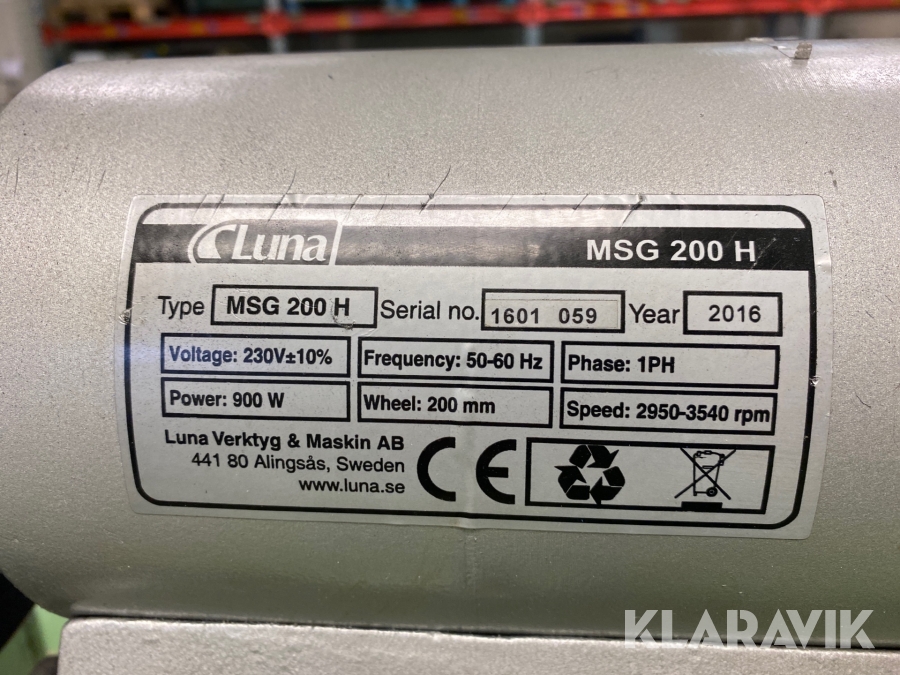 Luna MSG 200 H
Type MSG 200 H Serial no. 1601 059 Year 2016
Voltage: 230V±10% Frequency: 50-60 Hz Phase: 1PH
Power: 900 W Wheel: 200 mm Speed: 2950-3540 rpm
Luna Verktyg & Maskin AB
441 80 Alingsås, Sweden
www.luna.se
CE
KLARAVIK